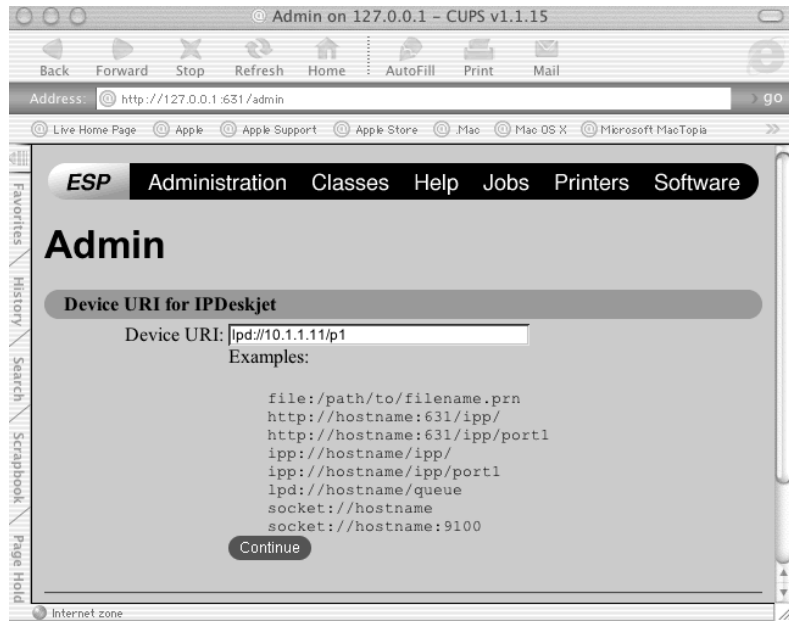 @ Admin on 127.0.0.1 – CUPS v1.1.15
Back Forward Stop Refresh Home AutoFill Print Mail
Address: @ http://127.0.0.1:631/admin go
@ Live Home Page @ Apple @ Apple Support @ Apple Store @ .Mac @ Mac OS X @ Microsoft MacTopia
Favorites
History
Search
Scrapbook
Page Hold
ESP Administration Classes Help Jobs Printers Software
Admin
Device URI for IPDeskjet
Device URI: lpd://10.1.1.11/p1
Examples:
file:/path/to/filename.prn
http://hostname:631/ipp/
http://hostname:631/ipp/port1
ipp://hostname/ipp/
ipp://hostname/ipp/port1
lpd://hostname/queue
socket://hostname
socket://hostname:9100
Continue
Internet zone